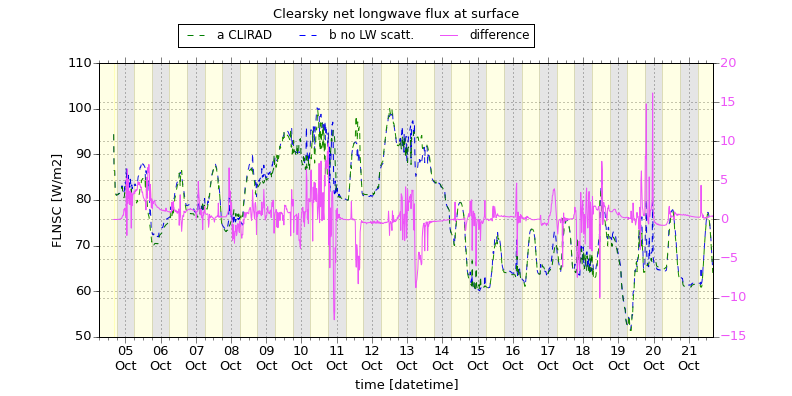 Clearsky net longwave flux at surface
a CLIRAD b no LW scatt. difference
110 20
100 15
90 10
80 5
70 0
60 −5
50 −10
−15
FLNSC [W/m2]
05 06 07 08 09 10 11 12 13 14 15 16 17 18 19 20 21
Oct Oct Oct Oct Oct Oct Oct Oct Oct Oct Oct Oct Oct Oct Oct Oct Oct
time [datetime]